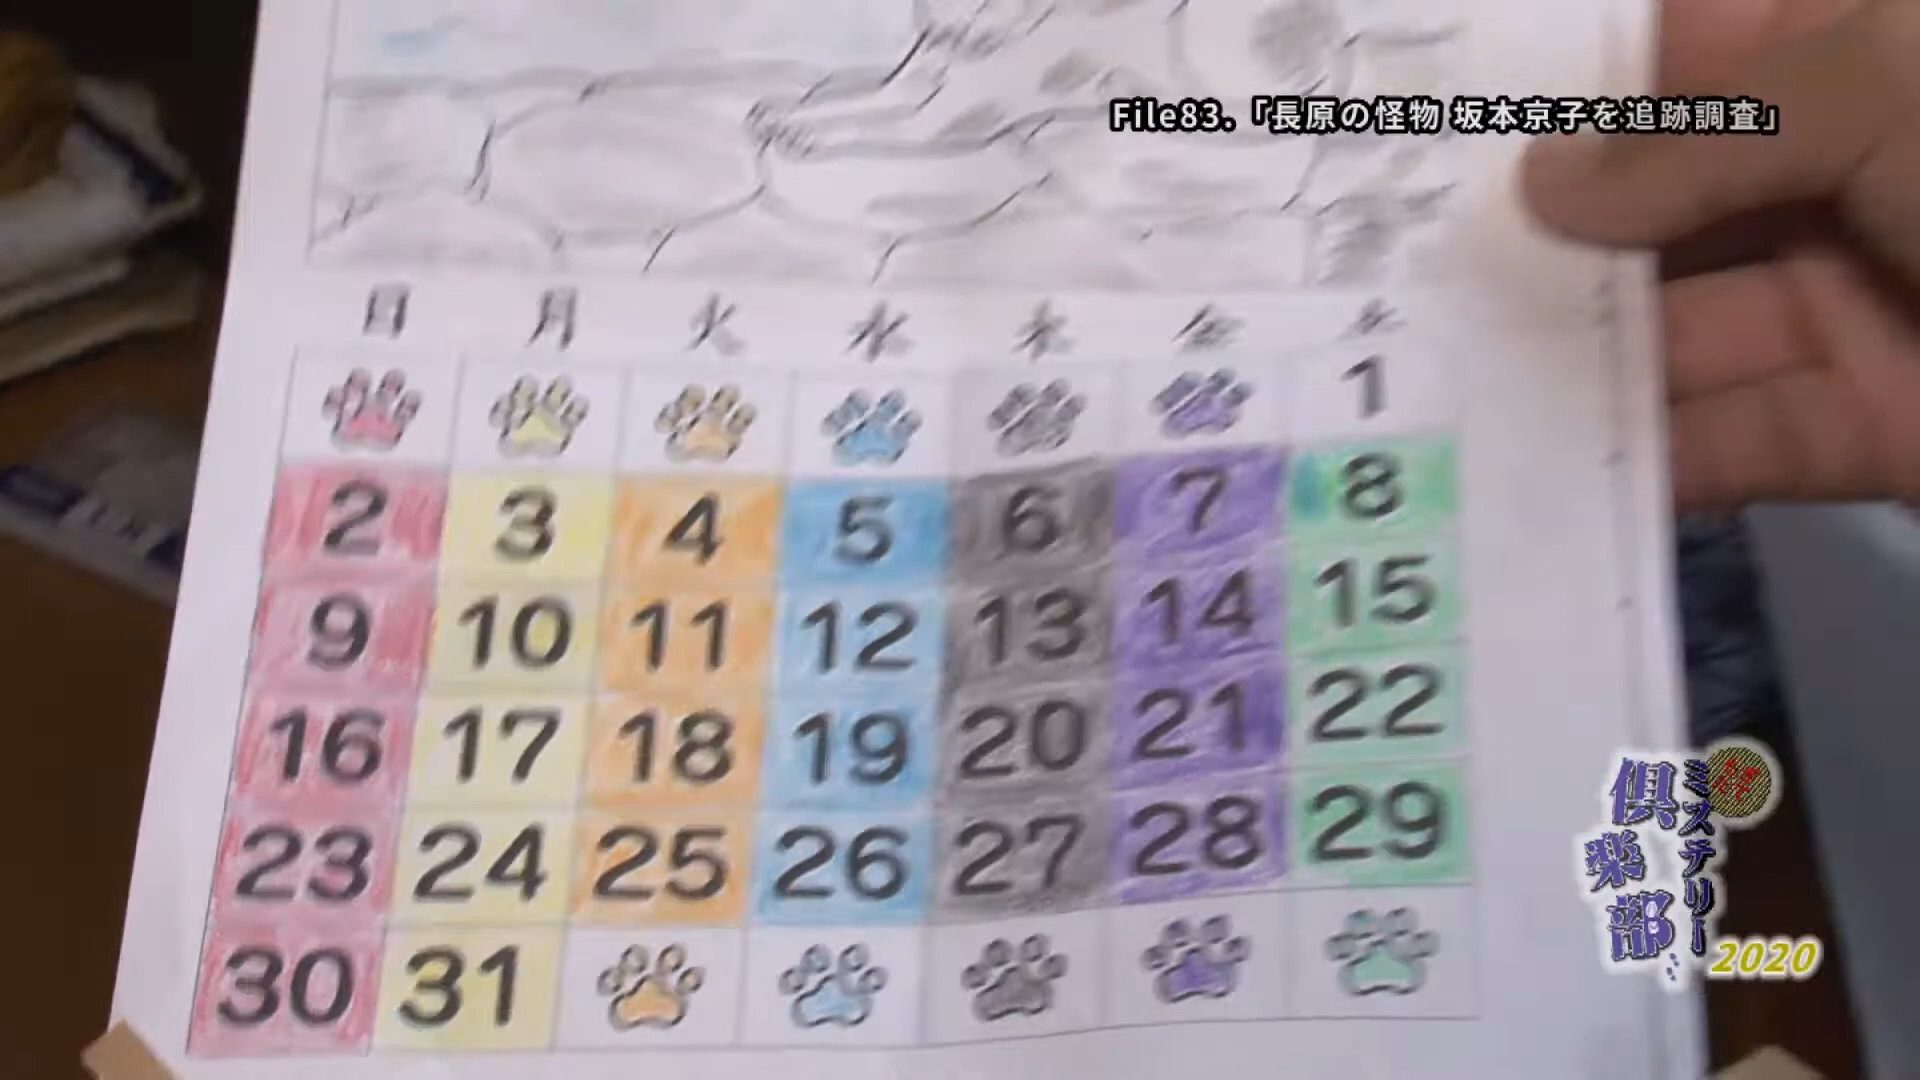 File83.「長原の怪物 坂本京子を追跡調査」
日 月 火 水 木 金 土
1
2 3 4 5 6 7 8
9 10 11 12 13 14 15
16 17 18 19 20 21 22
23 24 25 26 27 28 29
30 31
ミステリー
倶楽部
2020